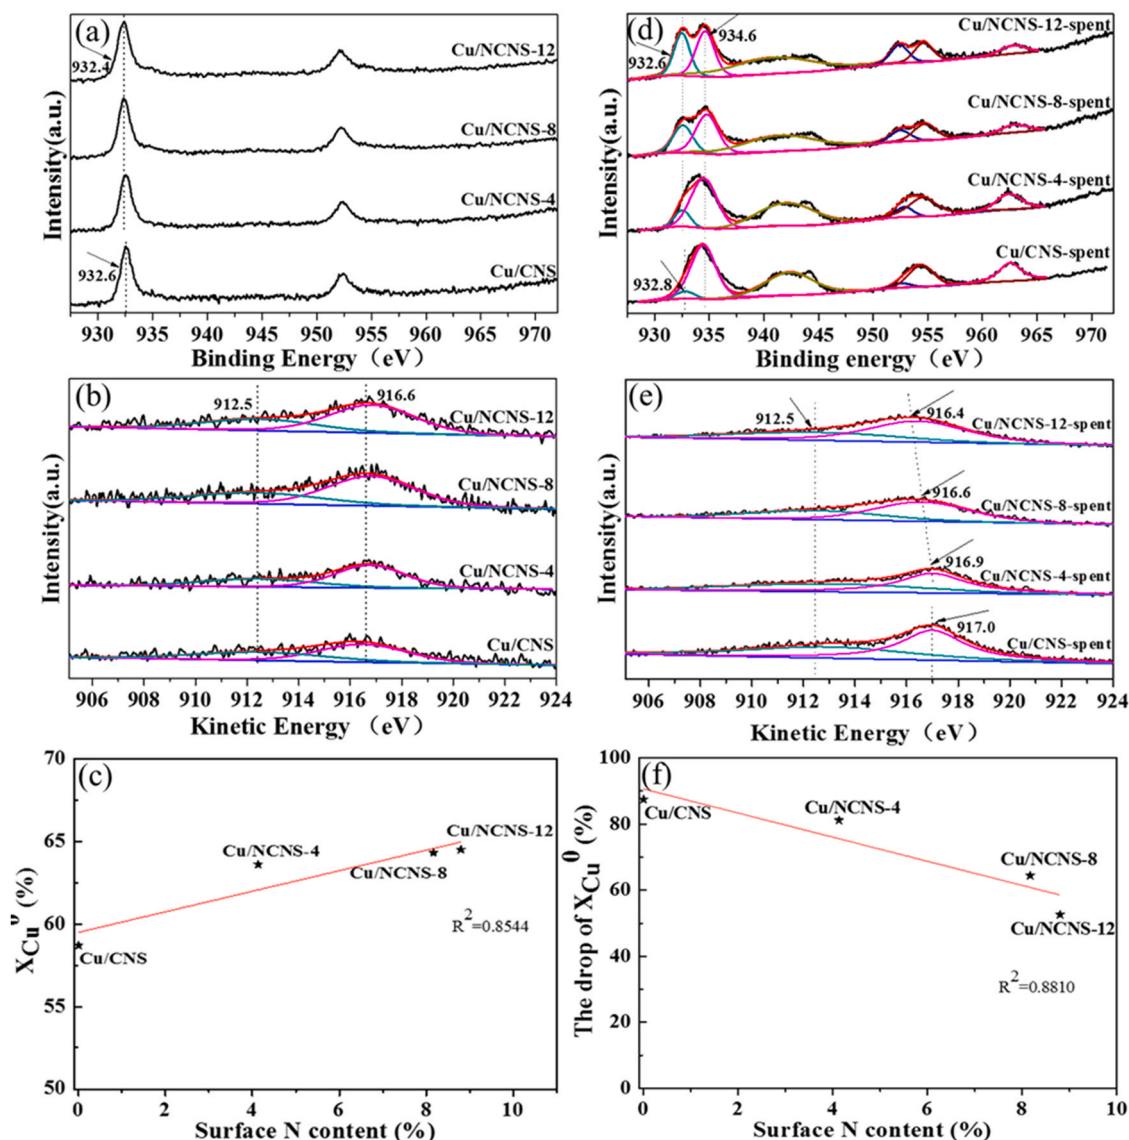 (a)
Cu/NCNS-12
932.4
Cu/NCNS-8
Cu/NCNS-4
932.6
Cu/CNS
Intensity(a.u.)
930 935 940 945 950 955 960 965 970
Binding Energy (eV)
(d)
934.6
Cu/NCNS-12-spent
932.6
Cu/NCNS-8-spent
Cu/NCNS-4-spent
Cu/CNS-spent
932.8
Intensity(a.u.)
930 935 940 945 950 955 960 965 970
Binding energy (eV)
(b)
912.5
916.6
Cu/NCNS-12
Cu/NCNS-8
Cu/NCNS-4
Cu/CNS
Intensity(a.u.)
906 908 910 912 914 916 918 920 922 924
Kinetic Energy (eV)
(e)
912.5
916.4
Cu/NCNS-12-spent
916.6
Cu/NCNS-8-spent
916.9
Cu/NCNS-4-spent
917.0
Cu/CNS-spent
Intensity(a.u.)
906 908 910 912 914 916 918 920 922 924
Kinetic Energy (eV)
(c)
70
65
60
55
50
Cu/NCNS-12
Cu/NCNS-4
Cu/NCNS-8
Cu/CNS
R²=0.8544
X Cu (%)
0 2 4 6 8 10
Surface N content (%)
(f)
100
80
60
40
20
0
Cu/CNS
Cu/NCNS-4
Cu/NCNS-8
Cu/NCNS-12
R²=0.8810
The drop of X Cu 0 (%)
0 2 4 6 8 10
Surface N content (%)